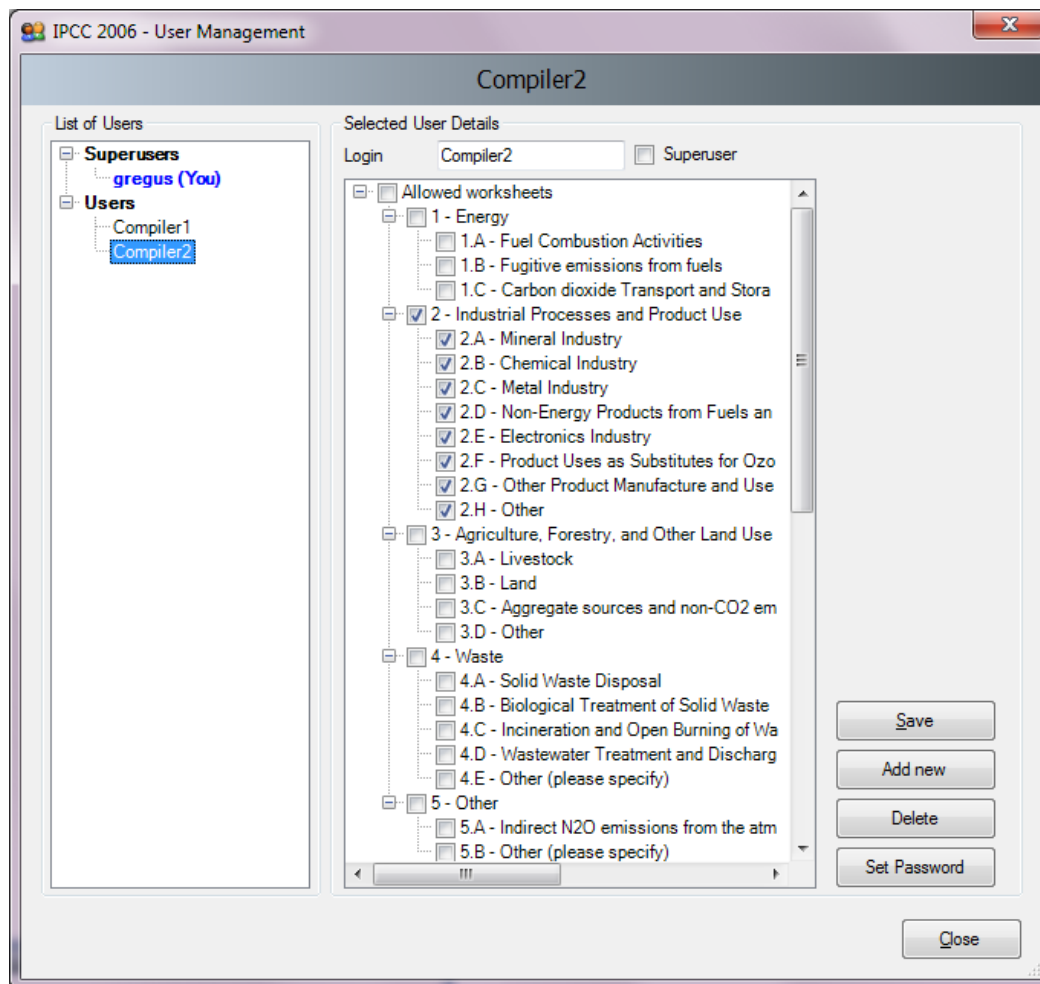 IPCC 2006 - User Management
Compiler2
List of Users
Superusers
gregus (You)
Users
Compiler1
Compiler2
Selected User Details
Login Compiler2 Superuser
Allowed worksheets
1 - Energy
1.A - Fuel Combustion Activities
1.B - Fugitive emissions from fuels
1.C - Carbon dioxide Transport and Stora
2 - Industrial Processes and Product Use
2.A - Mineral Industry
2.B - Chemical Industry
2.C - Metal Industry
2.D - Non-Energy Products from Fuels an
2.E - Electronics Industry
2.F - Product Uses as Substitutes for Ozo
2.G - Other Product Manufacture and Use
2.H - Other
3 - Agriculture, Forestry, and Other Land Use
3.A - Livestock
3.B - Land
3.C - Aggregate sources and non-CO2 em
3.D - Other
4 - Waste
4.A - Solid Waste Disposal
4.B - Biological Treatment of Solid Waste
4.C - Incineration and Open Burning of Wa
4.D - Wastewater Treatment and Discharg
4.E - Other (please specify)
5 - Other
5.A - Indirect N2O emissions from the atm
5.B - Other (please specify)
Save
Add new
Delete
Set Password
Close